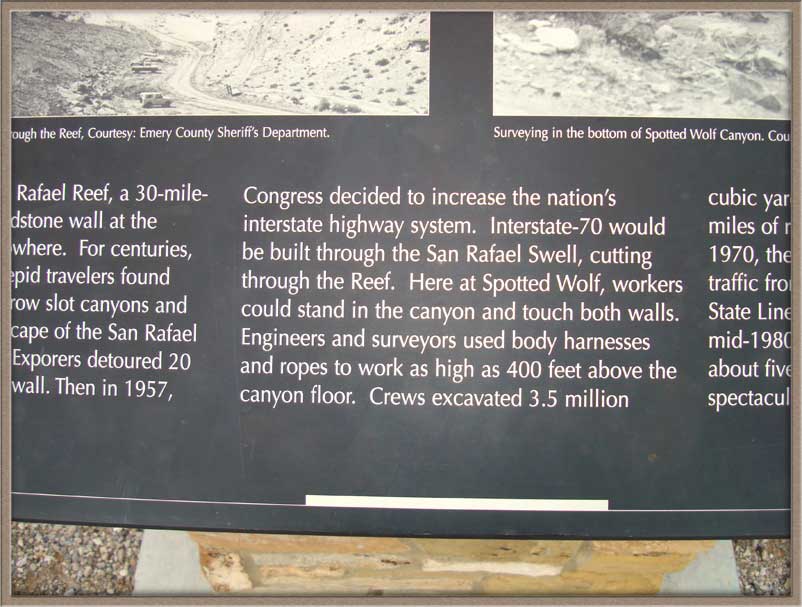 ough the Reef, Courtesy: Emery County Sheriff's Department.
Surveying in the bottom of Spotted Wolf Canyon. Cou
Rafael Reef, a 30-mile-
dstone wall at the
where. For centuries,
epid travelers found
row slot canyons and
cape of the San Rafael
Exporers detoured 20
wall. Then in 1957,
Congress decided to increase the nation's
interstate highway system. Interstate-70 would
be built through the San Rafael Swell, cutting
through the Reef. Here at Spotted Wolf, workers
could stand in the canyon and touch both walls.
Engineers and surveyors used body harnesses
and ropes to work as high as 400 feet above the
canyon floor. Crews excavated 3.5 million
cubic yar
miles of r
1970, the
traffic fro
State Line
mid-1980
about five
spectacul